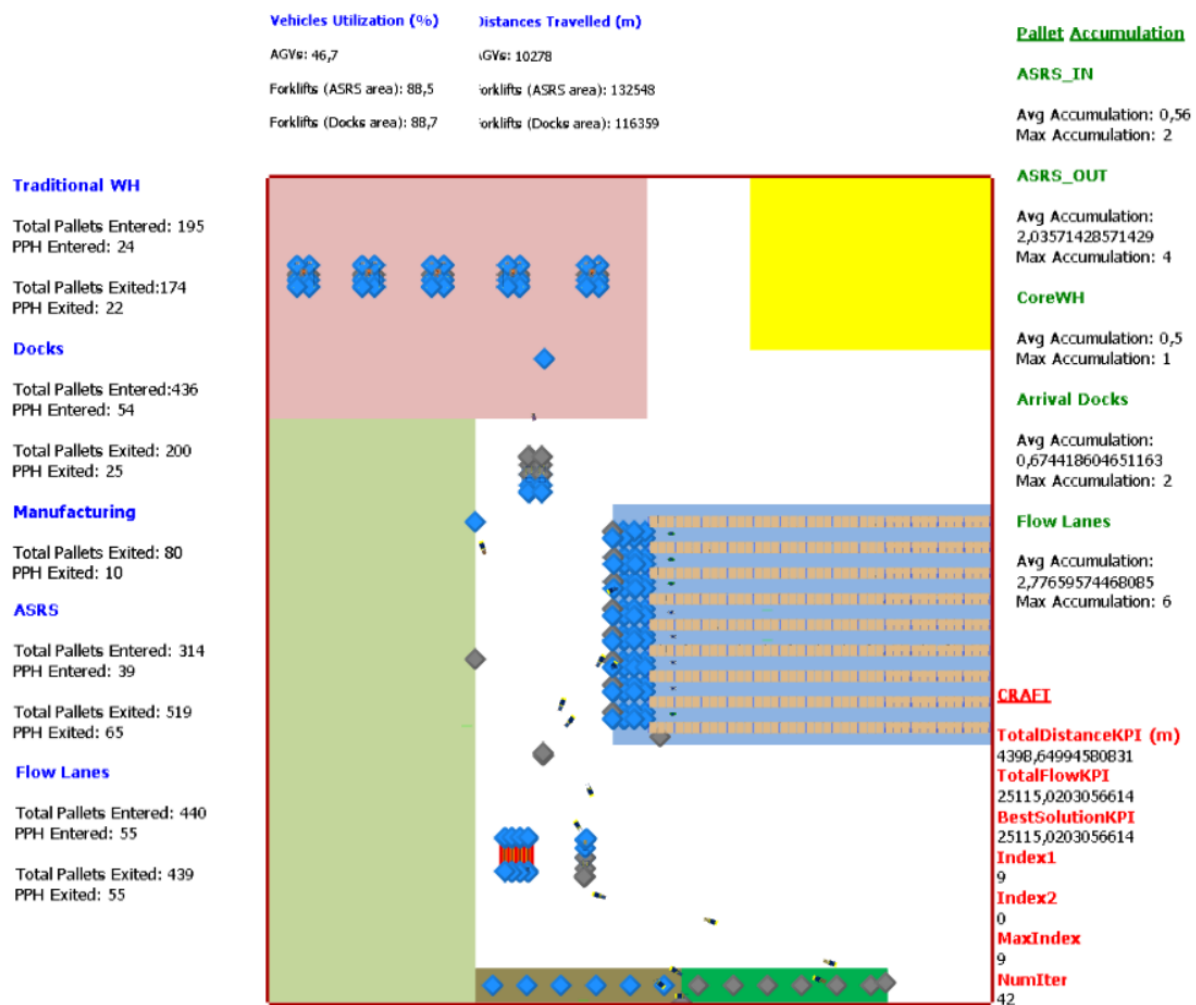 Vehicles Utilization (%)
AGVs: 46,7
Forklifts (ASRS area): 88,5
Forklifts (Docks area): 88,7
Distances Travelled (m)
AGVs: 10278
Forklifts (ASRS area): 132548
Forklifts (Docks area): 116359
Traditional WH
Total Pallets Entered: 195
PPH Entered: 24
Total Pallets Exited:174
PPH Exited: 22
Docks
Total Pallets Entered:436
PPH Entered: 54
Total Pallets Exited: 200
PPH Exited: 25
Manufacturing
Total Pallets Exited: 80
PPH Exited: 10
ASRS
Total Pallets Entered: 314
PPH Entered: 39
Total Pallets Exited: 519
PPH Exited: 65
Flow Lanes
Total Pallets Entered: 440
PPH Entered: 55
Total Pallets Exited: 439
PPH Exited: 55
Pallet Accumulation
ASRS_IN
Avg Accumulation: 0,56
Max Accumulation: 2
ASRS_OUT
Avg Accumulation:
2,03571428571429
Max Accumulation: 4
CoreWH
Avg Accumulation: 0,5
Max Accumulation: 1
Arrival Docks
Avg Accumulation:
0,674418604651163
Max Accumulation: 2
Flow Lanes
Avg Accumulation:
2,77659574468085
Max Accumulation: 6
CRAFT
TotalDistanceKPI (m)
4398,64994580831
TotalFlowKPI
25115,0203056614
BestSolutionKPI
25115,0203056614
Index1
9
Index2
0
MaxIndex
9
NumIter
42